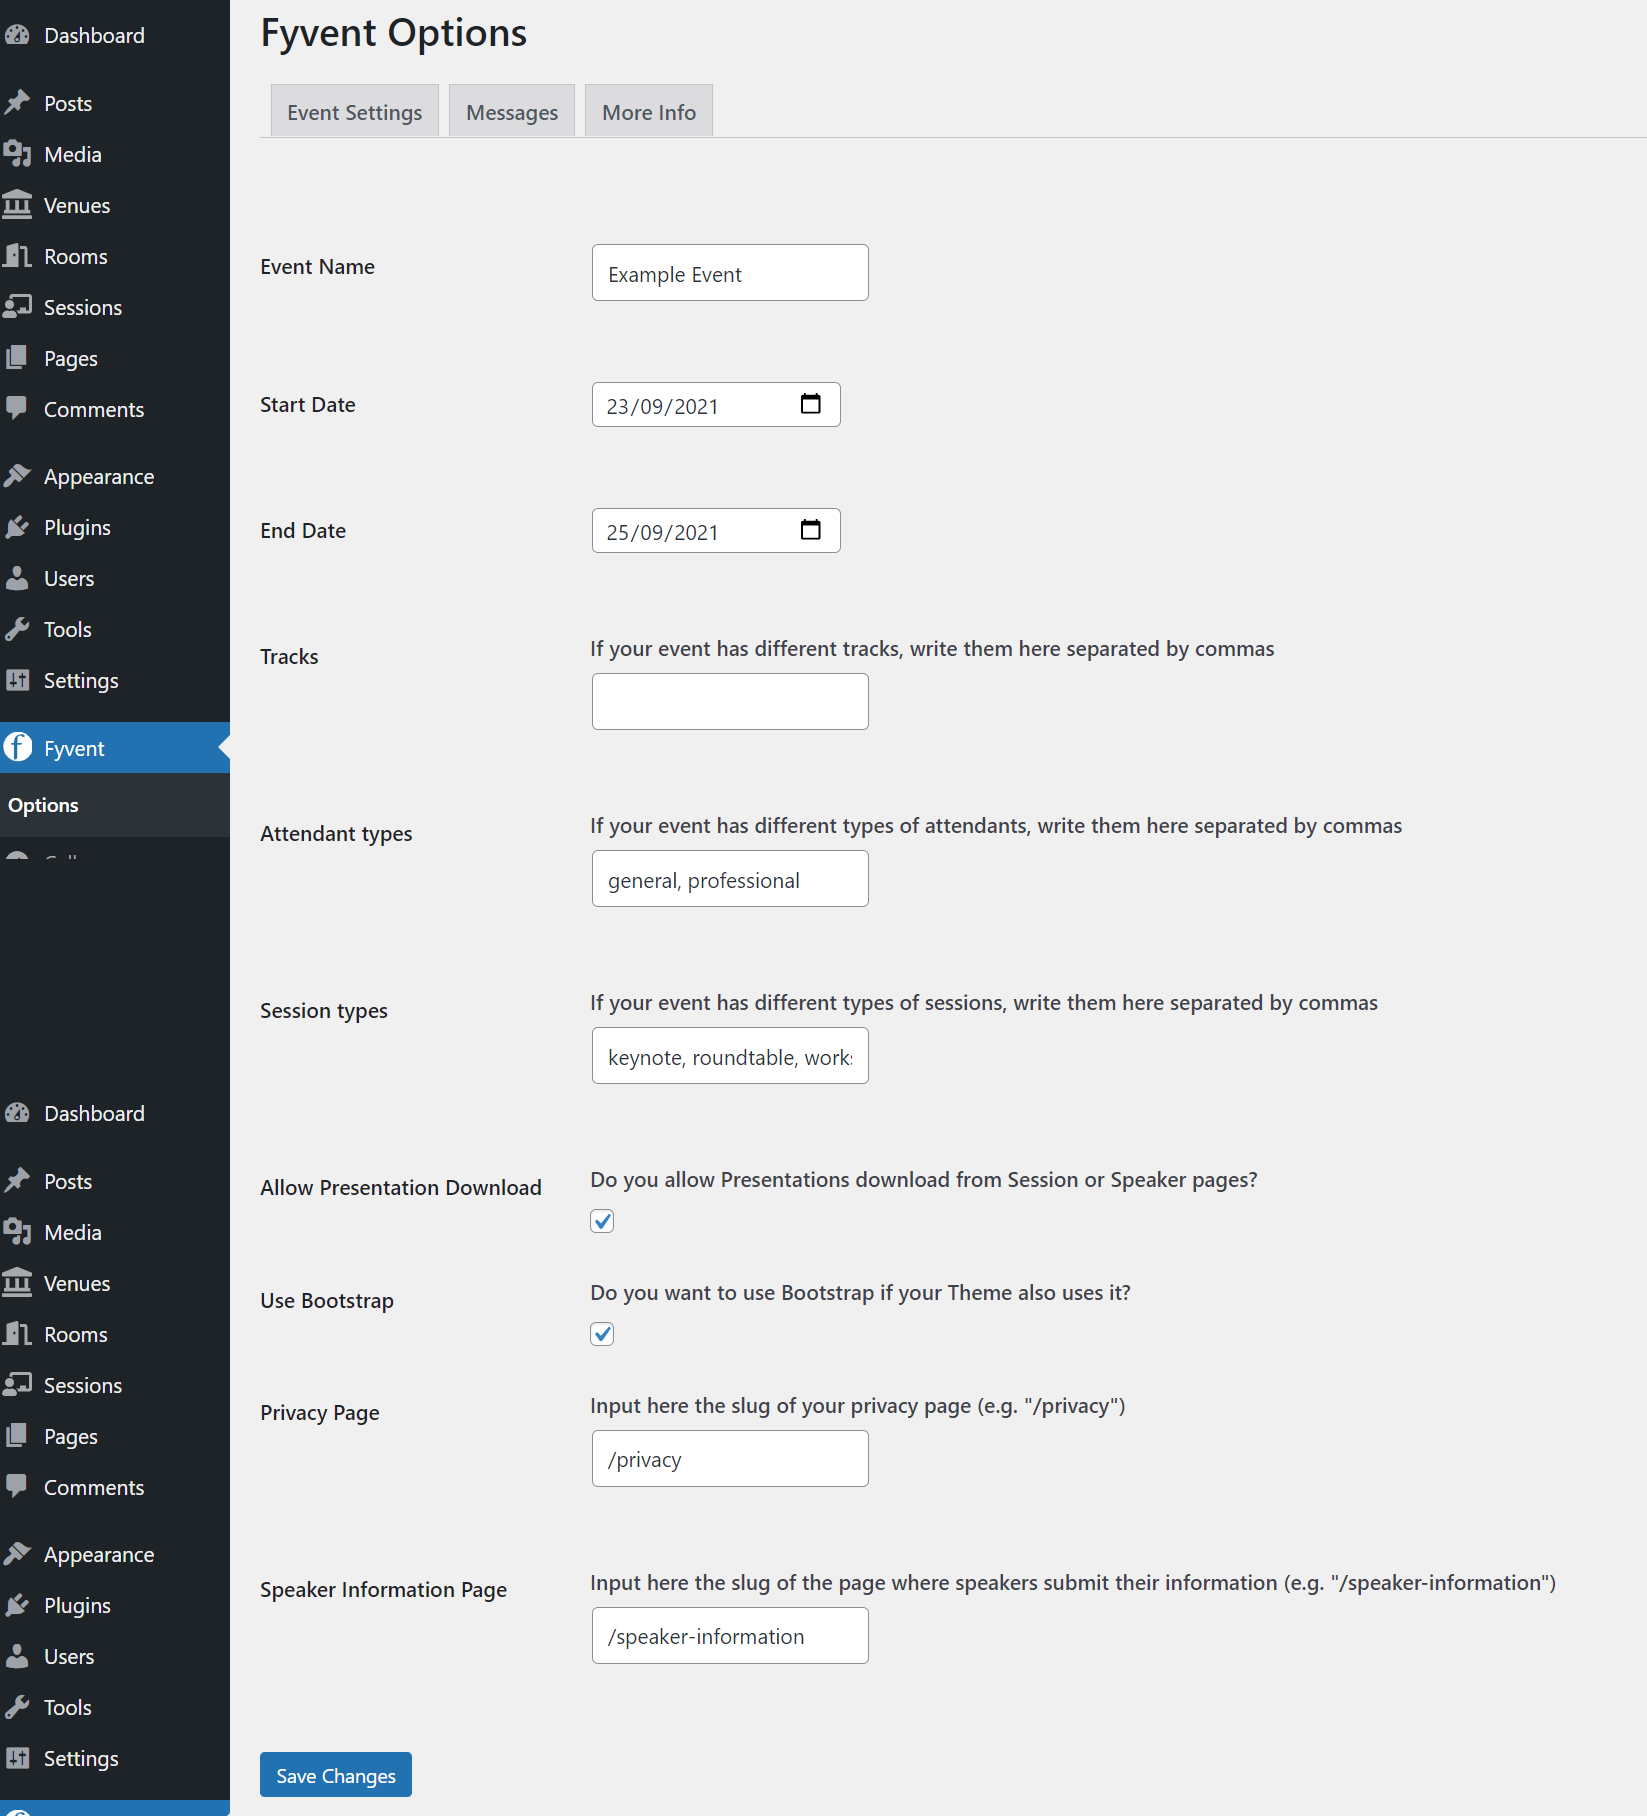 Dashboard
Posts
Media
Venues
Rooms
Sessions
Pages
Comments
Appearance
Plugins
Users
Tools
Settings
Fyvent
Options
Dashboard
Posts
Media
Venues
Rooms
Sessions
Pages
Comments
Appearance
Plugins
Users
Tools
Settings
Fyvent Options
Event Settings
Messages
More Info
Event Name
Example Event
Start Date
23/09/2021
End Date
25/09/2021
Tracks
If your event has different tracks, write them here separated by commas
Attendant types
If your event has different types of attendants, write them here separated by commas
general, professional
Session types
If your event has different types of sessions, write them here separated by commas
keynote, roundtable, works
Allow Presentation Download
Do you allow Presentations download from Session or Speaker pages?
Use Bootstrap
Do you want to use Bootstrap if your Theme also uses it?
Privacy Page
Input here the slug of your privacy page (e.g. "/privacy")
/privacy
Speaker Information Page
Input here the slug of the page where speakers submit their information (e.g. "/speaker-information")
/speaker-information
Save Changes